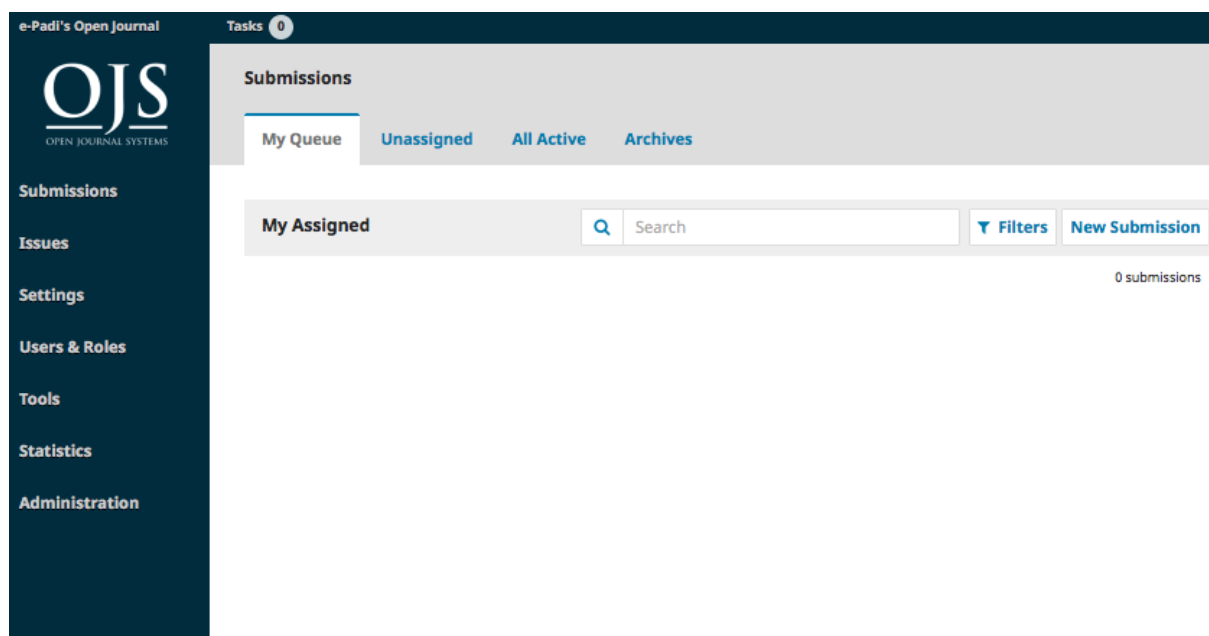 e-Padi's Open Journal
Tasks 0
OJS
OPEN JOURNAL SYSTEMS
Submissions
Issues
Settings
Users & Roles
Tools
Statistics
Administration
Submissions
My Queue Unassigned All Active Archives
My Assigned Search Filters New Submission
0 submissions